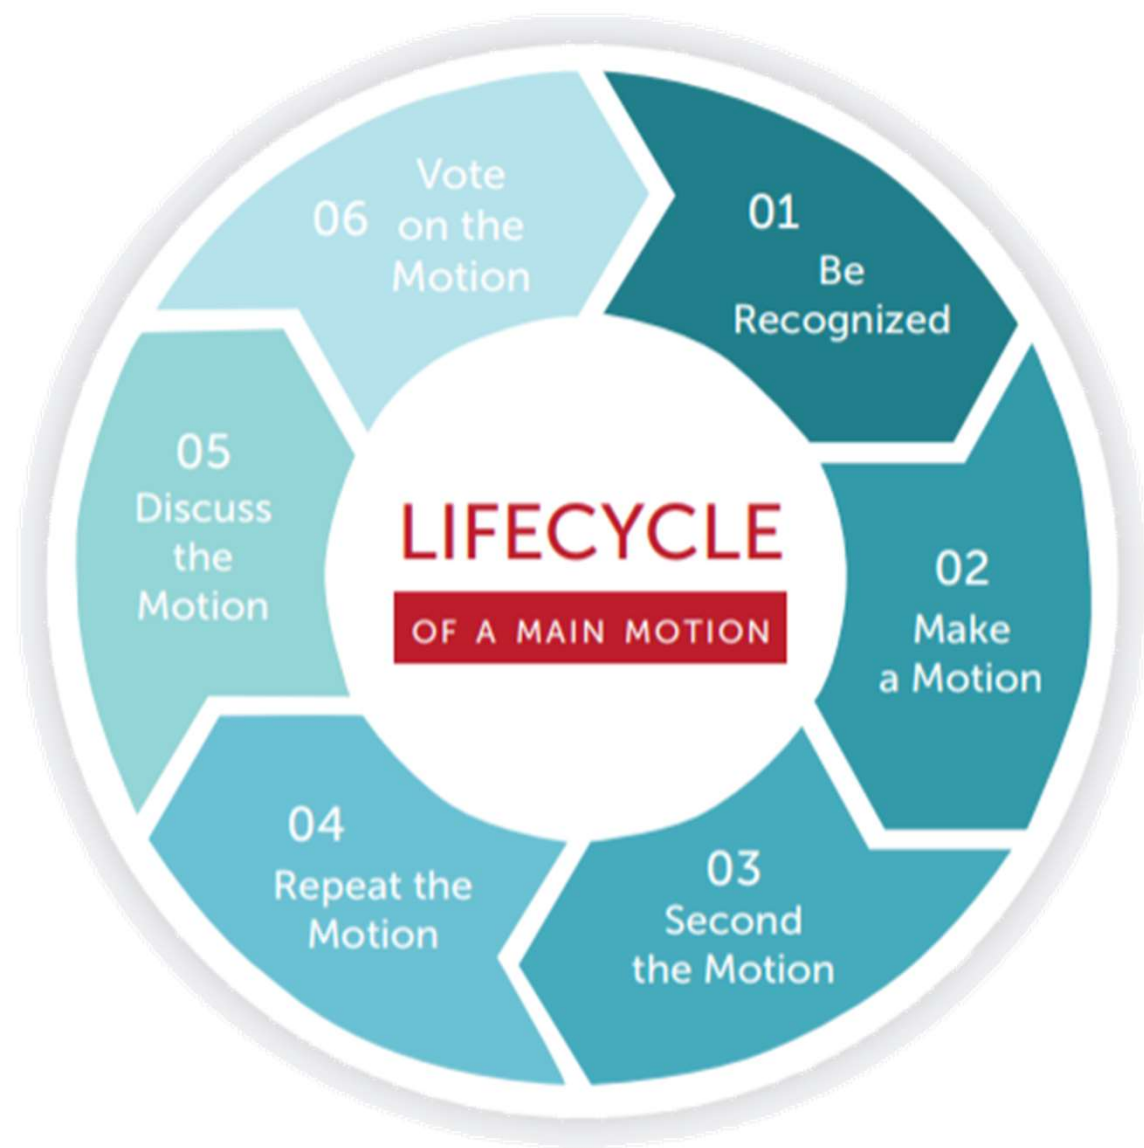 LIFECYCLE
OF A MAIN MOTION
01
Be
Recognized
02
Make
a Motion
03
Second
the Motion
04
Repeat the
Motion
05
Discuss
the
Motion
06
Vote
on the
Motion